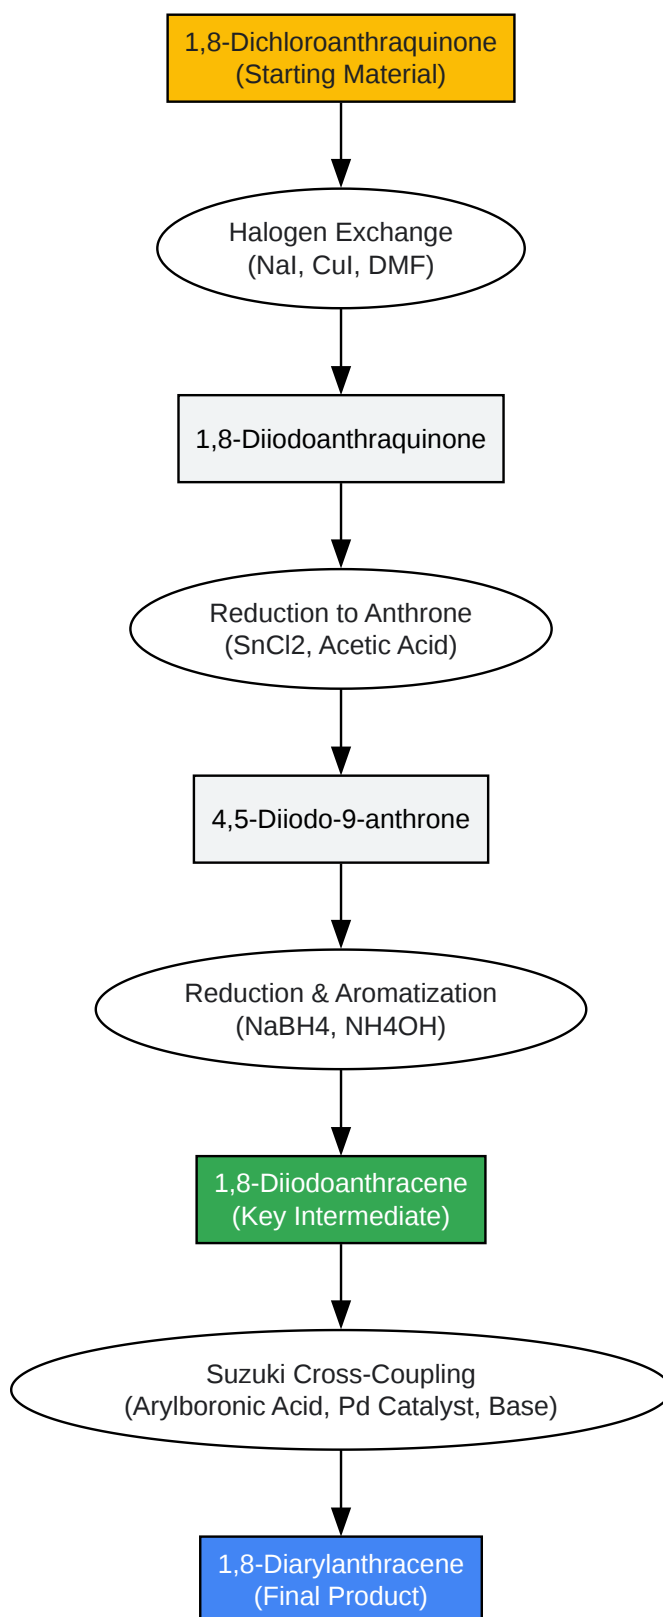 1,8-Dichloroanthraquinone
(Starting Material)
Halogen Exchange
(NaI, CuI, DMF)
1,8-Diiodoanthraquinone
Reduction to Anthrone
(SnCl2, Acetic Acid)
4,5-Diiodo-9-anthrone
Reduction & Aromatization
(NaBH4, NH4OH)
1,8-Diiodoanthracene
(Key Intermediate)
Suzuki Cross-Coupling
(Arylboronic Acid, Pd Catalyst, Base)
1,8-Diarylanthracene
(Final Product)